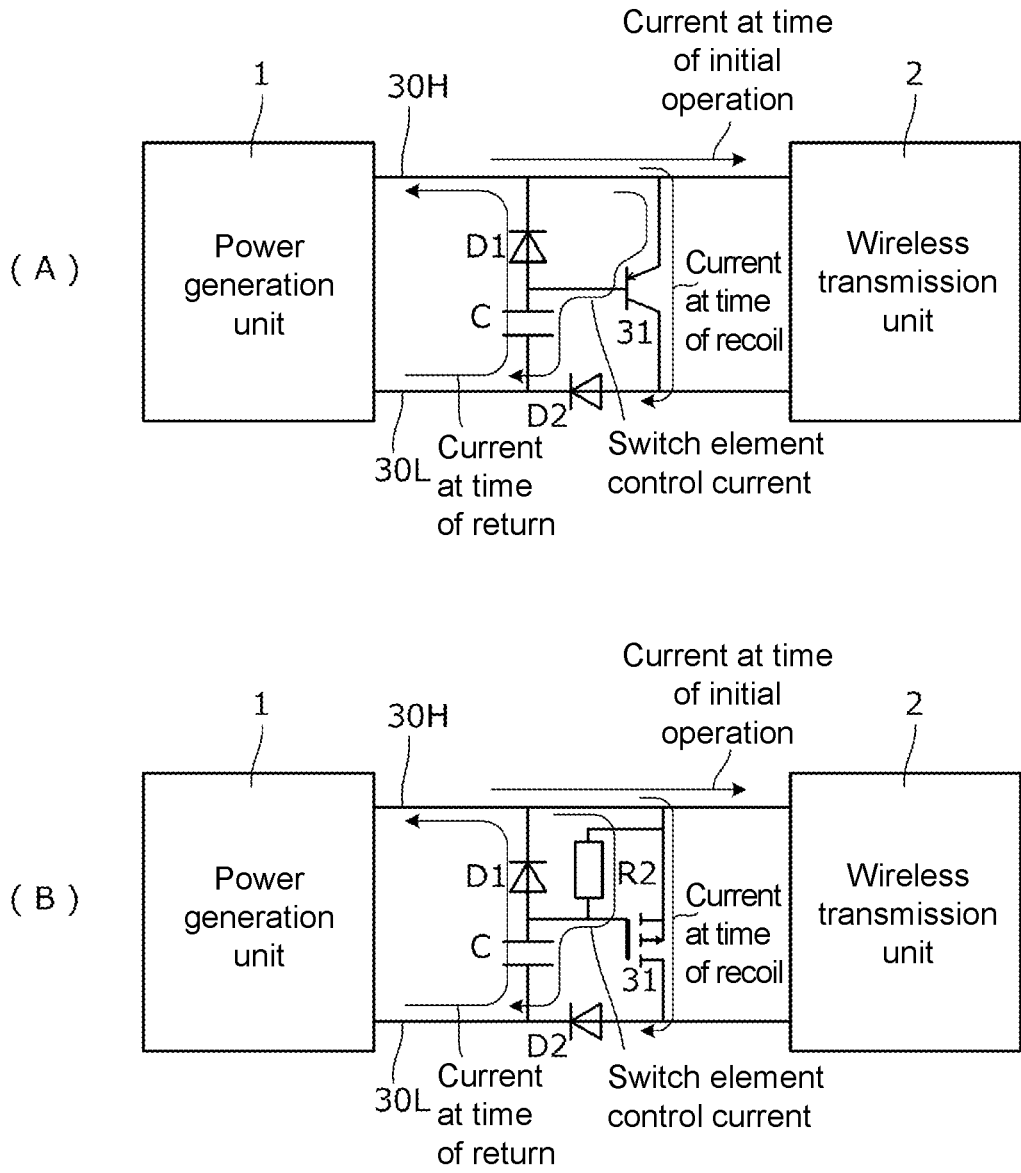 Current at time
of initial
operation
1
30H
2
( A )
Power
generation
unit
D1
C
31
Current
at time
of recoil
Wireless
transmission
unit
D2
30L
Current
at time
of return
Switch element
control current
Current at time
of initial
operation
1
30H
2
( B )
Power
generation
unit
D1
R2
C
31
Current
at time
of recoil
Wireless
transmission
unit
D2
30L
Current
at time
of return
Switch element
control current